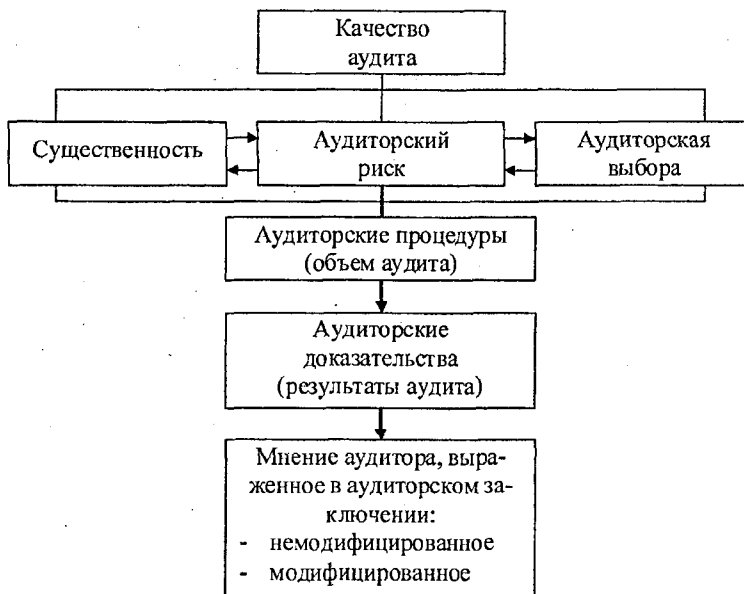 Качество
аудита
Существенность
Аудиторский
риск
Аудиторская
выбора
Аудиторские процедуры
(объем аудита)
Аудиторские
доказательства
(результаты аудита)
Мнение аудитора, выра-
женное в аудиторском за-
ключении:
- немодифицированное
- модифицированное